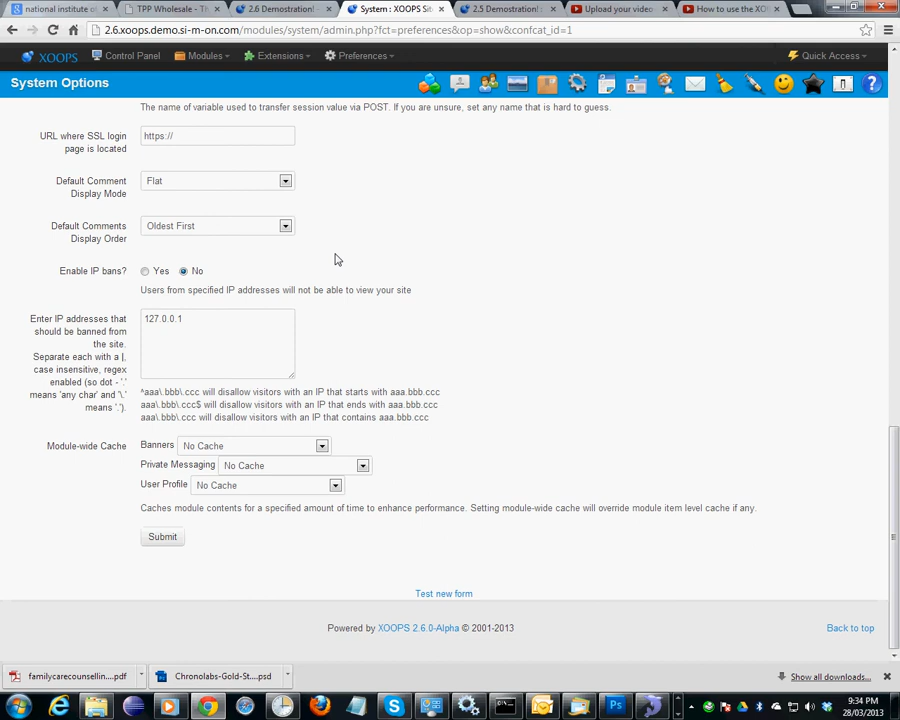 national institute o
TPP Wholesale - Th
2.6 Demostration!
System : XOOPS Sit
2.5 Demostration! s
Upload your video
How to use the XO
2.6.xoops.demo.si-m-on.com/modules/system/admin.php?fct=preferences&op=show&confcat_id=1
XOOPS Control Panel Modules Extensions Preferences Quick Access
System Options
The name of variable used to transfer session value via POST. If you are unsure, set any name that is hard to guess.
URL where SSL login
page is located
https://
Default Comment
Display Mode
Flat
Default Comments
Display Order
Oldest First
Enable IP bans?
Yes No
Users from specified IP addresses will not be able to view your site
Enter IP addresses that
should be banned from
the site.
Separate each with a |,
case insensitive, regex
enabled (so dot - '.'
means 'any char' and '\.'
means '.').
127.0.0.1
^aaa\.bbb\.ccc will disallow visitors with an IP that starts with aaa.bbb.ccc
aaa\.bbb\.ccc$ will disallow visitors with an IP that ends with aaa.bbb.ccc
aaa\.bbb\.ccc will disallow visitors with an IP that contains aaa.bbb.ccc
Module-wide Cache
Banners No Cache
Private Messaging No Cache
User Profile No Cache
Caches module contents for a specified amount of time to enhance performance. Setting module-wide cache will override module item level cache if any.
Submit
Test new form
Powered by XOOPS 2.6.0-Alpha © 2001-2013
Back to top
familycarecounsellin....pdf
Chronolabs-Gold-St....psd
Show all downloads...
9:34 PM
28/03/2013